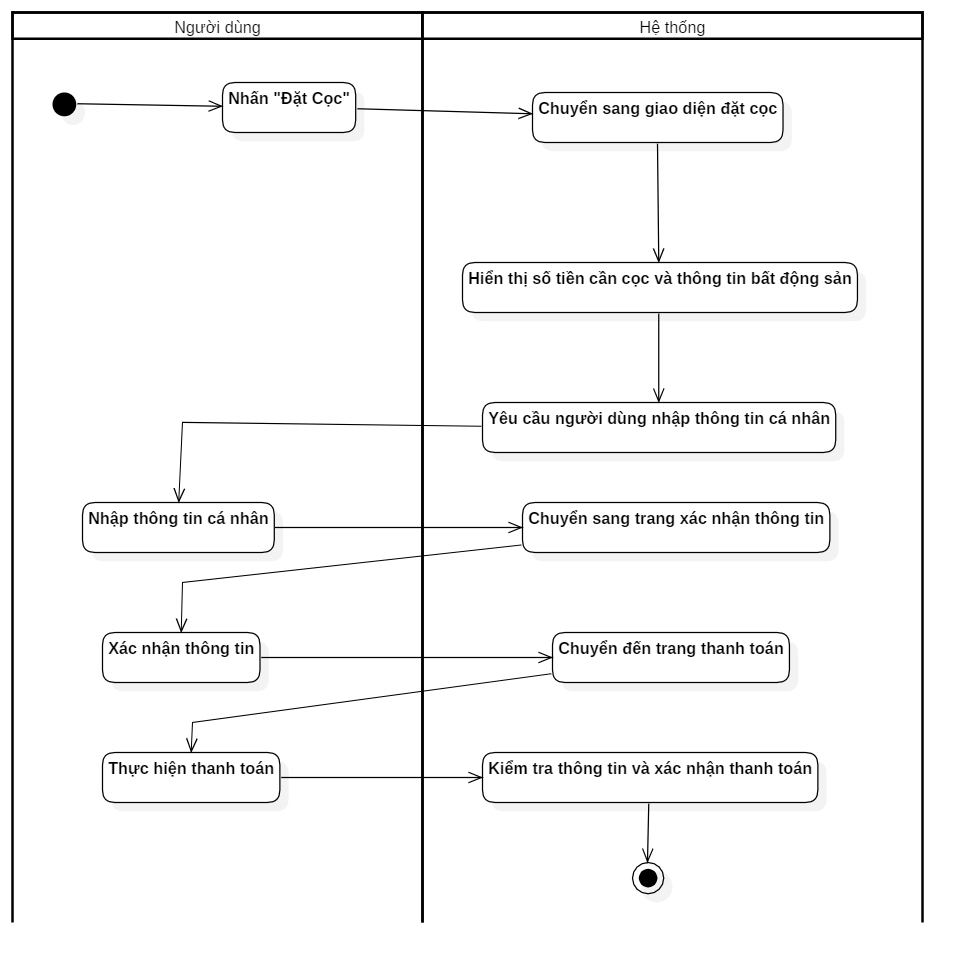 Người dùng
Hệ thống
Nhấn "Đặt Cọc"
Chuyển sang giao diện đặt cọc
Hiển thị số tiền cần cọc và thông tin bất động sản
Yêu cầu người dùng nhập thông tin cá nhân
Nhập thông tin cá nhân
Chuyển sang trang xác nhận thông tin
Xác nhận thông tin
Chuyển đến trang thanh toán
Thực hiện thanh toán
Kiểm tra thông tin và xác nhận thanh toán